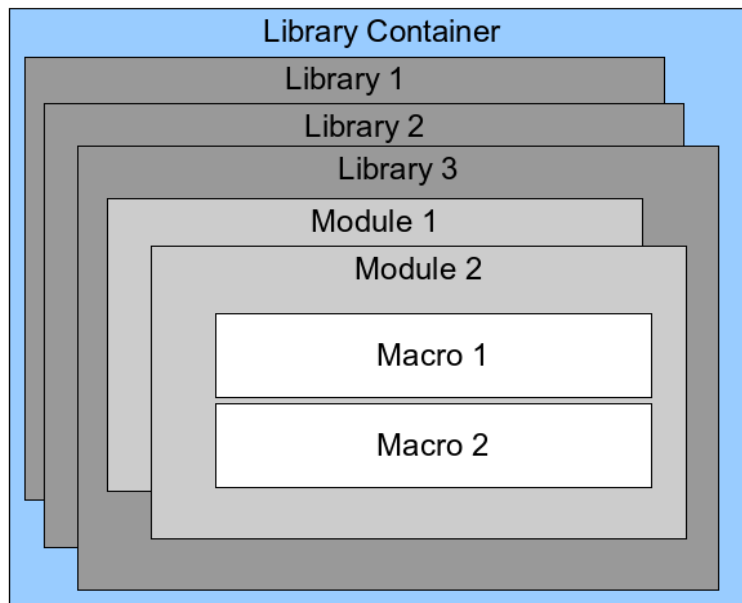 Library Container
Library 1
Library 2
Library 3
Module 1
Module 2
Macro 1
Macro 2